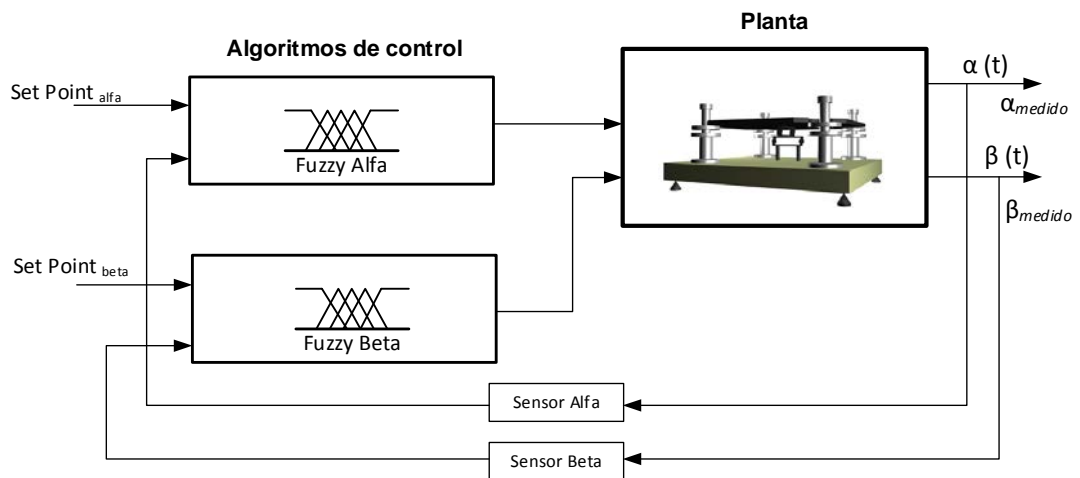 Planta
Algoritmos de control
Set Point alfa
Fuzzy Alfa
α (t)
αmedido
β (t)
βmedido
Set Point beta
Fuzzy Beta
Sensor Alfa
Sensor Beta